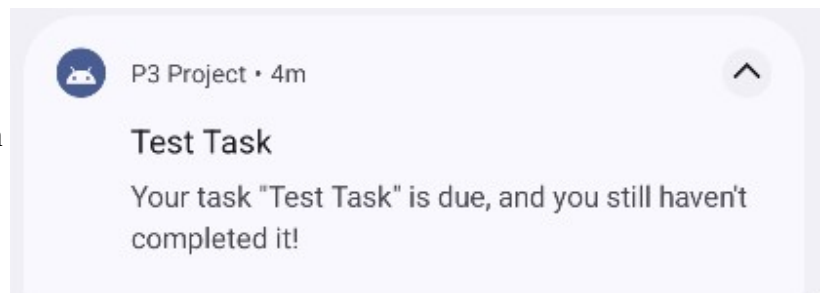 P3 Project • 4m
Test Task
Your task "Test Task" is due, and you still haven't
completed it!